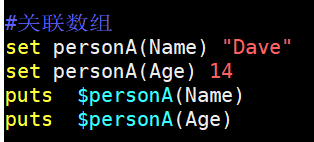 #关联数组
set personA(Name) "Dave"
set personA(Age) 14
puts  $personA(Name)
puts  $personA(Age)